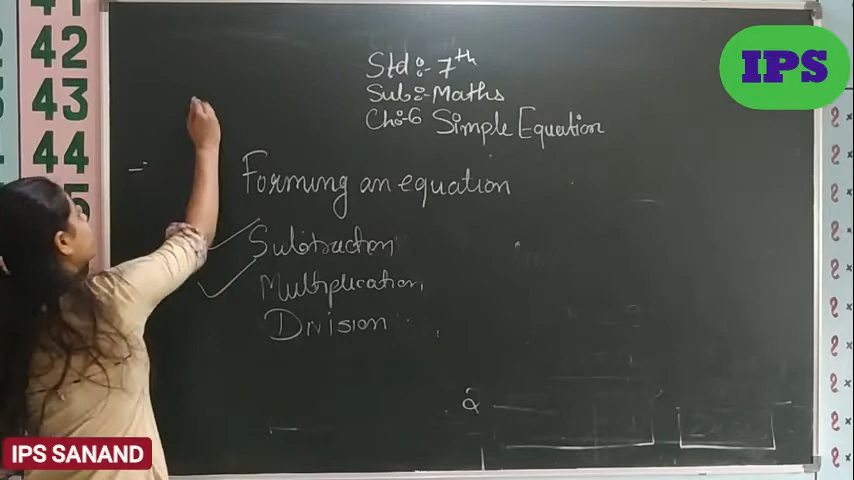 41
42
43
44
IPS
Std :- 7th
Sub :- Maths
Ch :- 6 Simple Equation
Forming an equation
Subtraction
Multiplication
Division
IPS SANAND